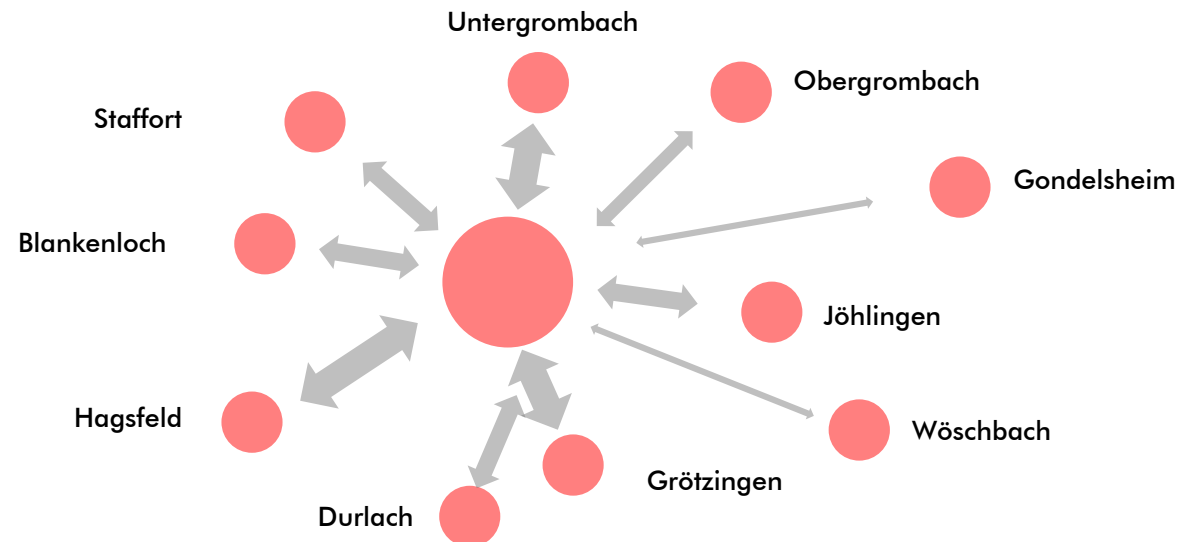 Untergrombach
Obergrombach
Staffort
Gondelsheim
Blankenloch
Jöhlingen
Hagsfeld
Wöschbach
Grötzingen
Durlach